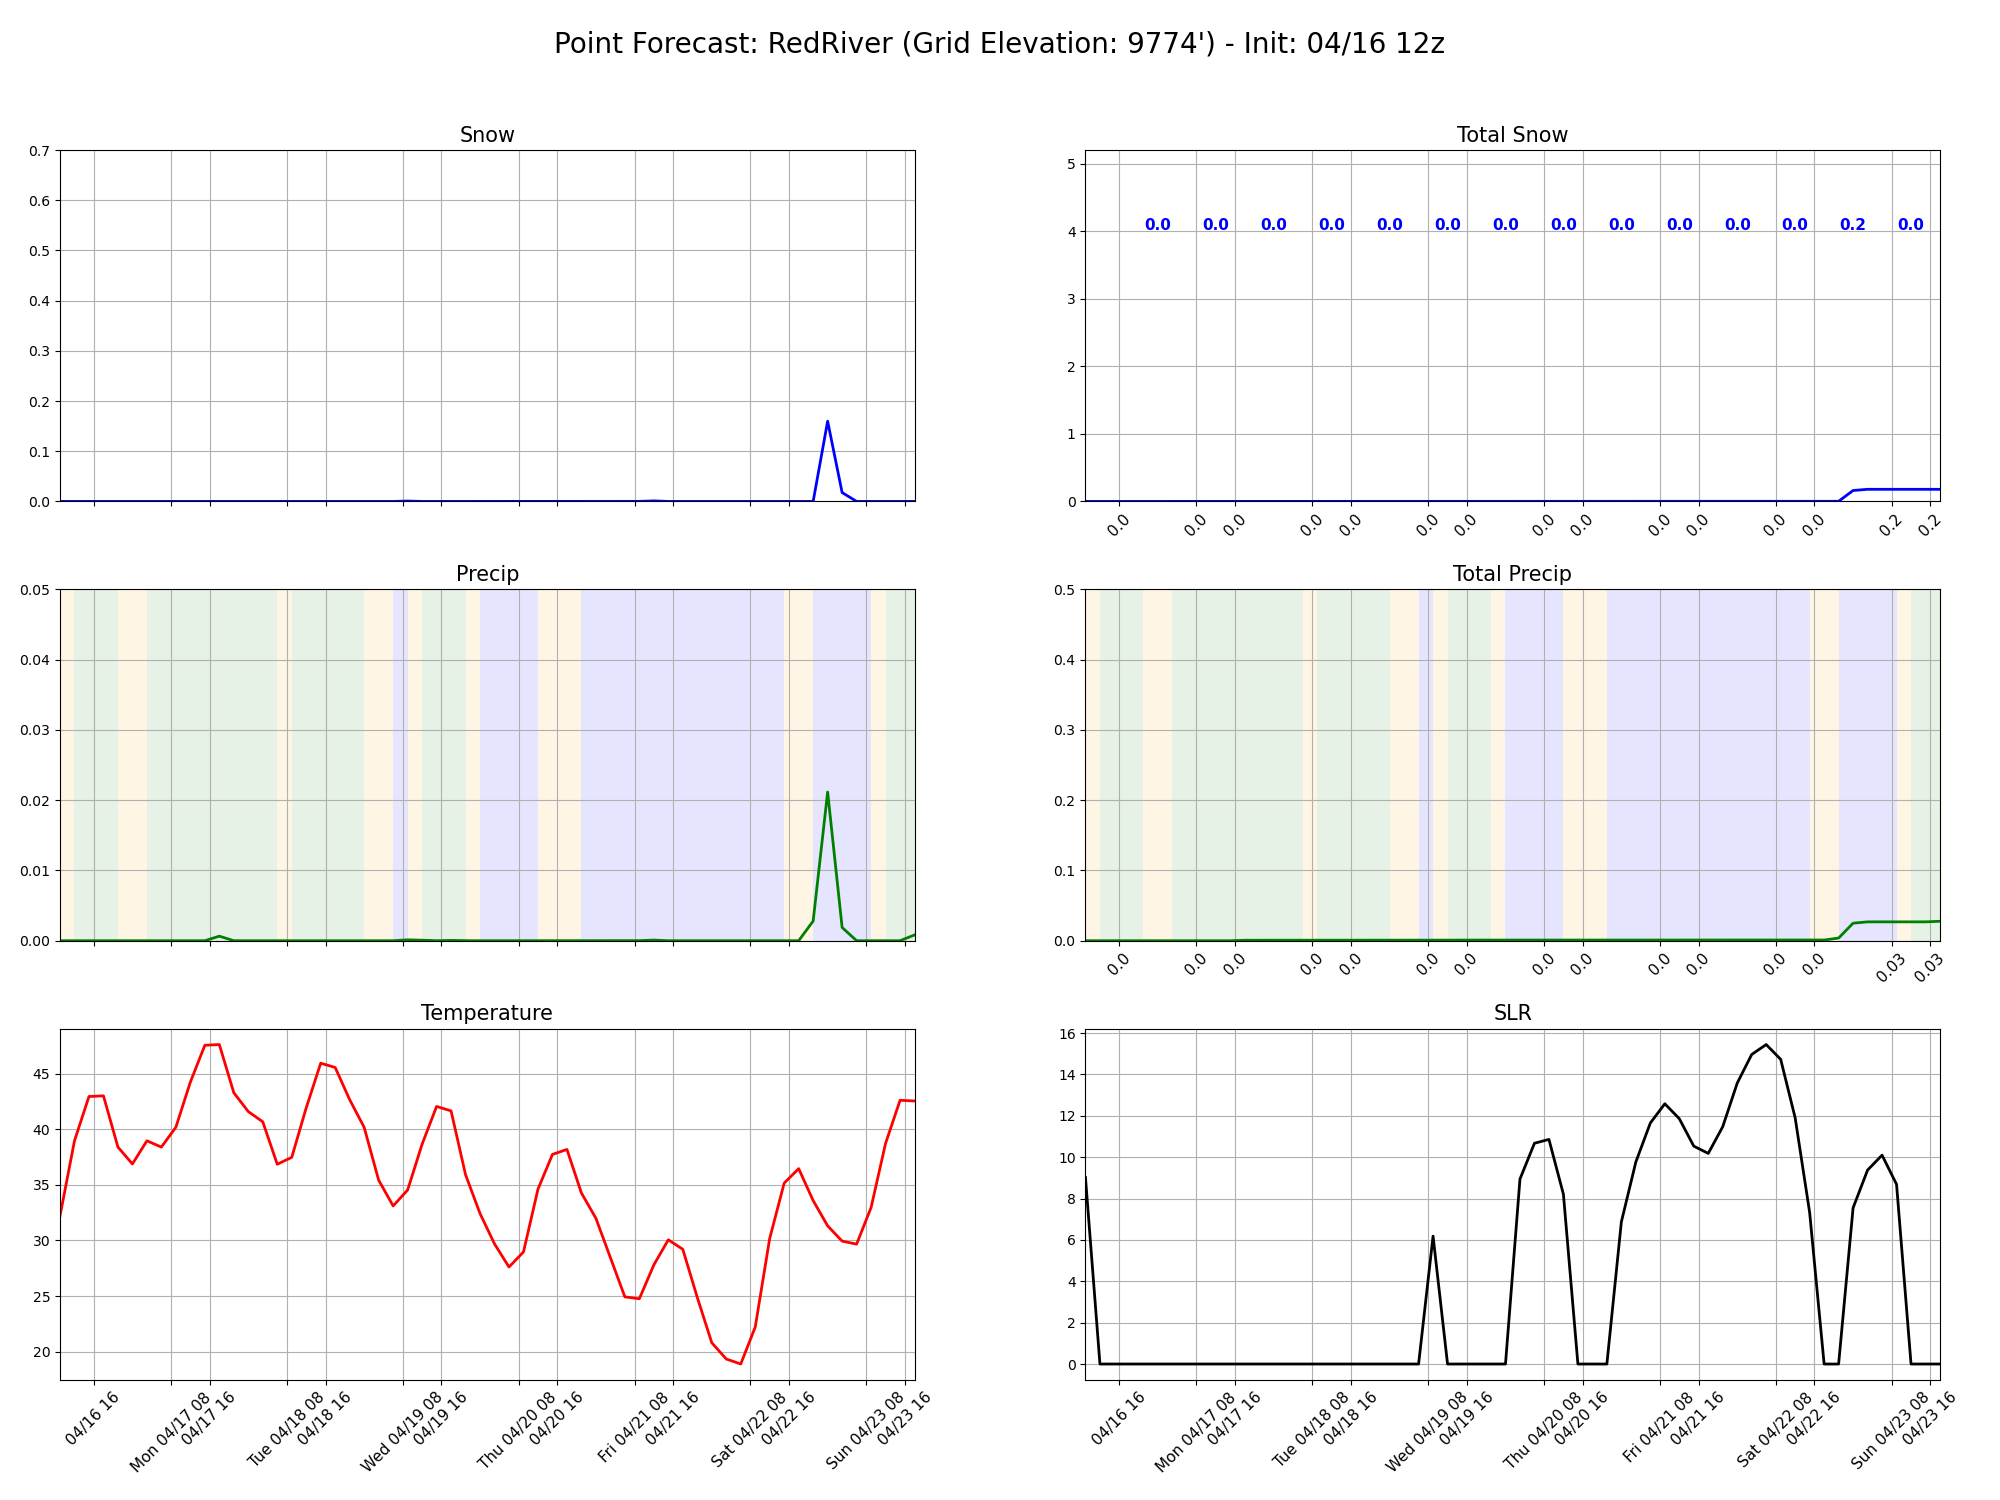 Point Forecast: RedRiver (Grid Elevation: 9774') - Init: 04/16 12z
Snow
0.7
0.6
0.5
0.4
0.3
0.2
0.1
0.0
Total Snow
5
4
3
2
1
0
0.0 0.0 0.0 0.0 0.0 0.0 0.0 0.0 0.0 0.0 0.0 0.0 0.2 0.0
0.0 0.0 0.0 0.0 0.0 0.0 0.0 0.0 0.0 0.0 0.0 0.0 0.0 0.2 0.2
Precip
0.05
0.04
0.03
0.02
0.01
0.00
Total Precip
0.5
0.4
0.3
0.2
0.1
0.0
0.0 0.0 0.0 0.0 0.0 0.0 0.0 0.0 0.0 0.0 0.0 0.0 0.0 0.03 0.03
Temperature
45
40
35
30
25
20
04/16 16
Mon 04/17 08
04/17 16
Tue 04/18 08
04/18 16
Wed 04/19 08
04/19 16
Thu 04/20 08
04/20 16
Fri 04/21 08
04/21 16
Sat 04/22 08
04/22 16
Sun 04/23 08
04/23 16
SLR
16
14
12
10
8
6
4
2
0
04/16 16
Mon 04/17 08
04/17 16
Tue 04/18 08
04/18 16
Wed 04/19 08
04/19 16
Thu 04/20 08
04/20 16
Fri 04/21 08
04/21 16
Sat 04/22 08
04/22 16
Sun 04/23 08
04/23 16